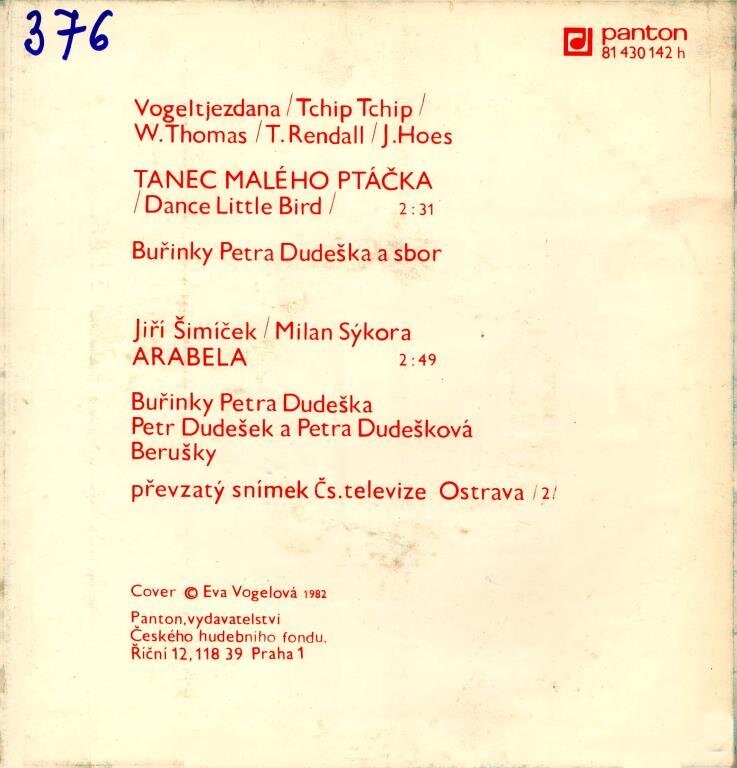 376
panton
81 430 142 h
Vogeltjezdana / Tchip Tchip /
W. Thomas / T. Rendall / J. Hoes
TANEC MALÉHO PTÁČKA
/ Dance Little Bird / 2 : 31
Buřinky Petra Dudeška a sbor
Jiří Šimíček / Milan Sýkora
ARABELA 2 : 49
Buřinky Petra Dudeška
Petr Dudešek a Petra Dudešková
Berušky
převzatý snímek Čs.televize Ostrava /2/
Cover © Eva Vogelová 1982
Panton,vydavatelství
Českého hudebního fondu.
Říční 12, 118 39 Praha 1